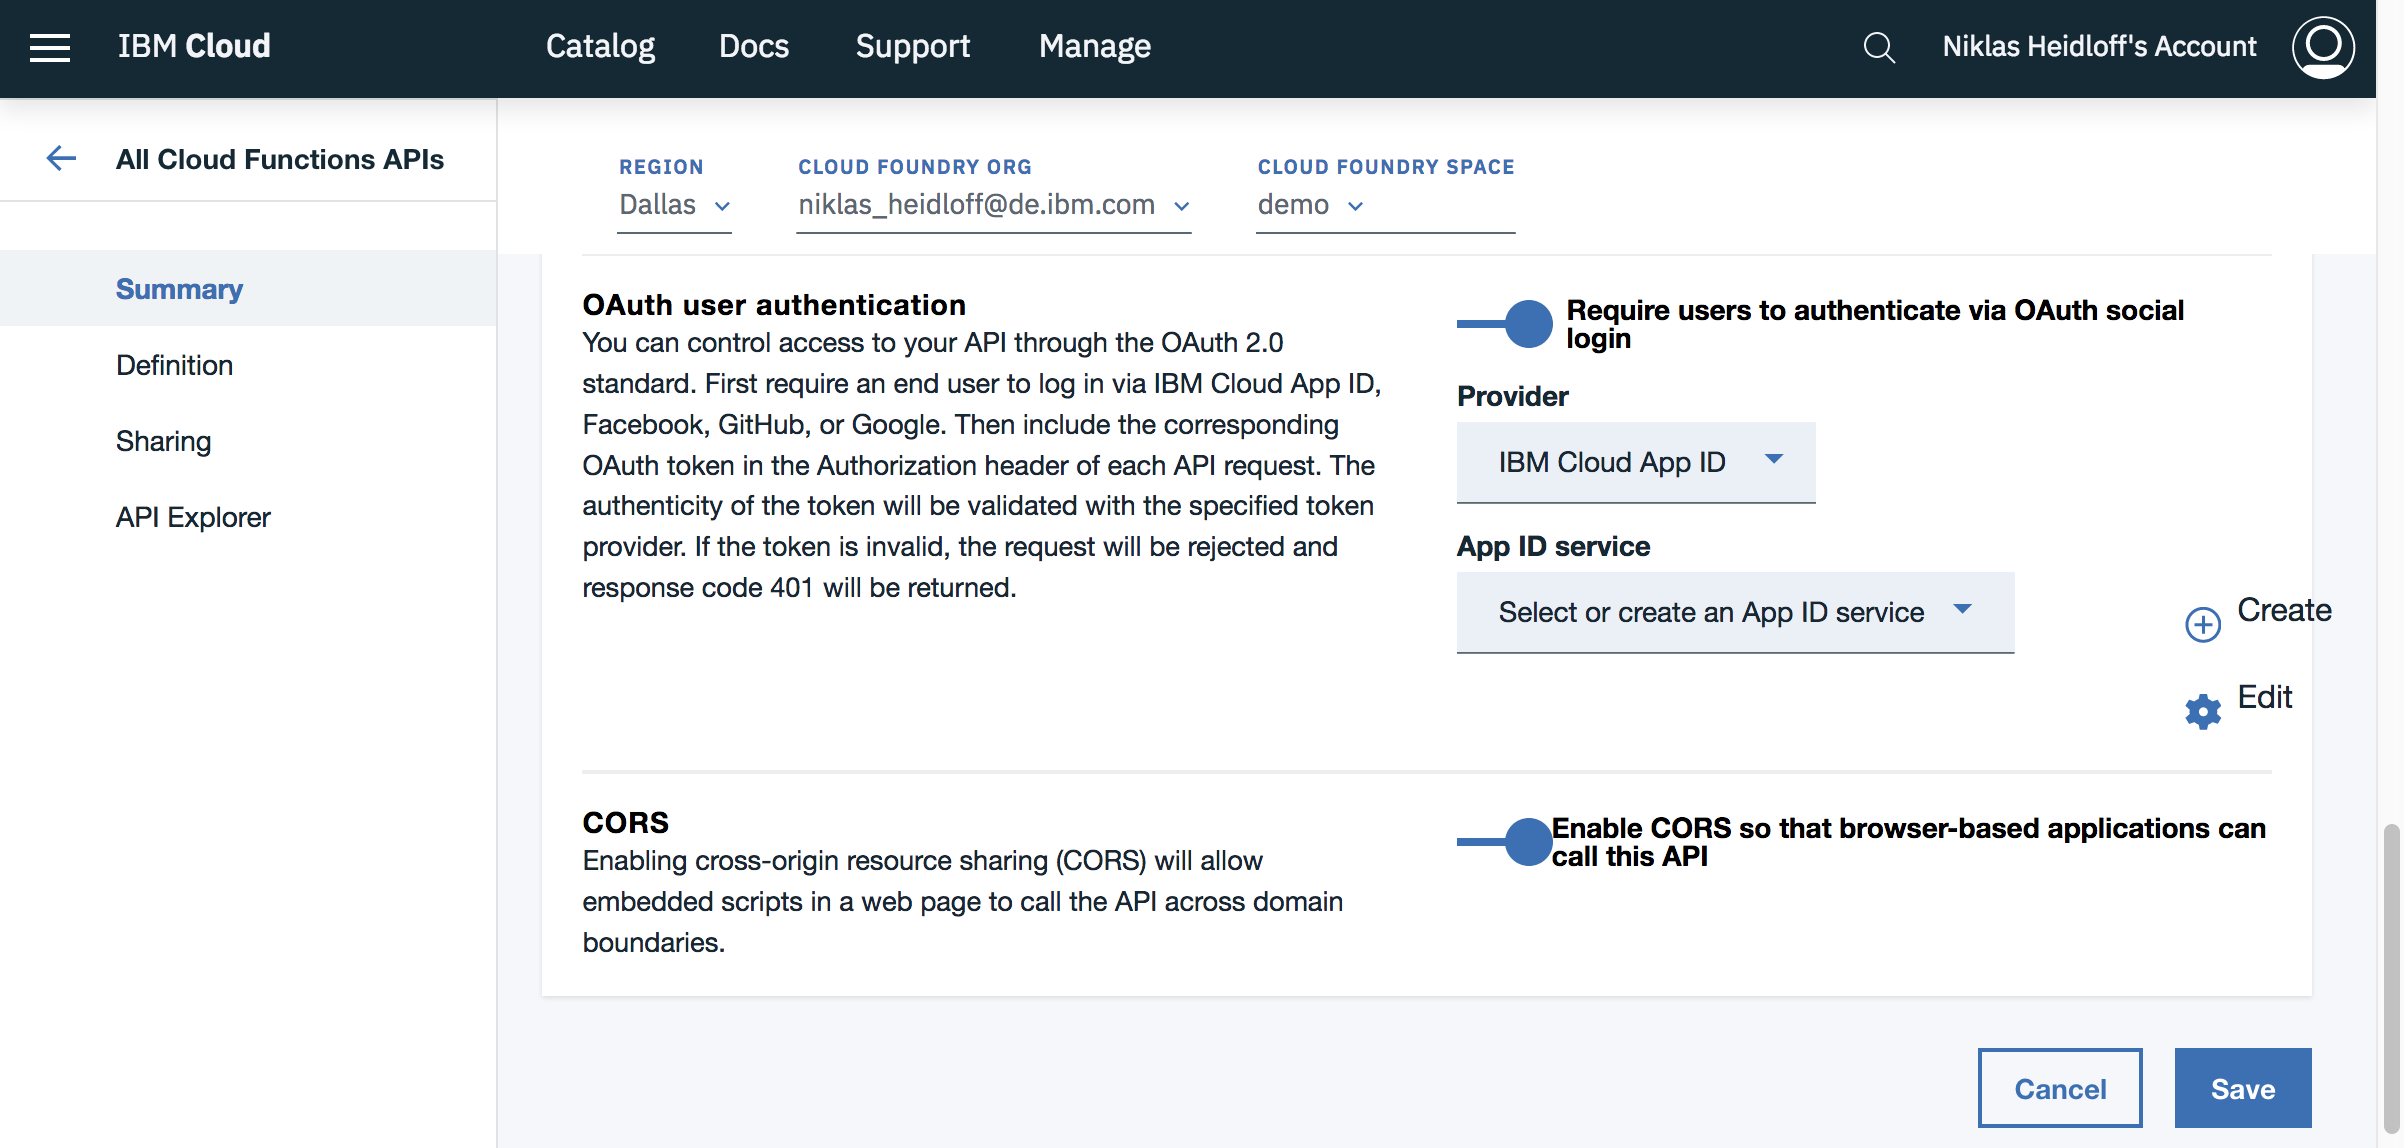 IBM Cloud
Catalog
Docs
Support
Manage
Niklas Heidloff's Account
All Cloud Functions APIs
Summary
Definition
Sharing
API Explorer
REGION
Dallas
CLOUD FOUNDRY ORG
niklas_heidloff@de.ibm.com
CLOUD FOUNDRY SPACE
demo
OAuth user authentication
You can control access to your API through the OAuth 2.0
standard. First require an end user to log in via IBM Cloud App ID,
Facebook, GitHub, or Google. Then include the corresponding
OAuth token in the Authorization header of each API request. The
authenticity of the token will be validated with the specified token
provider. If the token is invalid, the request will be rejected and
response code 401 will be returned.
Require users to authenticate via OAuth social
login
Provider
IBM Cloud App ID
App ID service
Select or create an App ID service
Create
Edit
CORS
Enabling cross-origin resource sharing (CORS) will allow
embedded scripts in a web page to call the API across domain
boundaries.
Enable CORS so that browser-based applications can
call this API
Cancel
Save